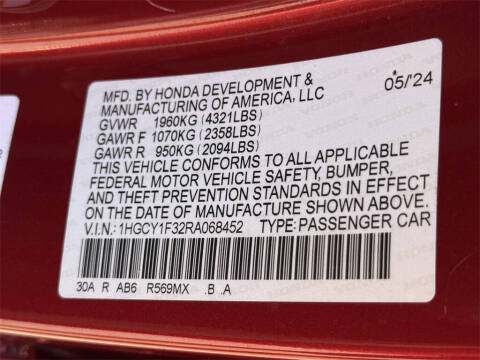 MFD. BY HONDA DEVELOPMENT & 05/'24
MANUFACTURING OF AMERICA, LLC
GVWR 1960KG (4321LBS)
GAWR F 1070KG (2358LBS)
GAWR R 950KG (2094LBS)
THIS VEHICLE CONFORMS TO ALL APPLICABLE
FEDERAL MOTOR VEHICLE SAFETY, BUMPER,
AND THEFT PREVENTION STANDARDS IN EFFECT
ON THE DATE OF MANUFACTURE SHOWN ABOVE.
V.I.N.: 1HGCY1F32RA068452 TYPE: PASSENGER CAR
30A R AB6 R569MX .B .A